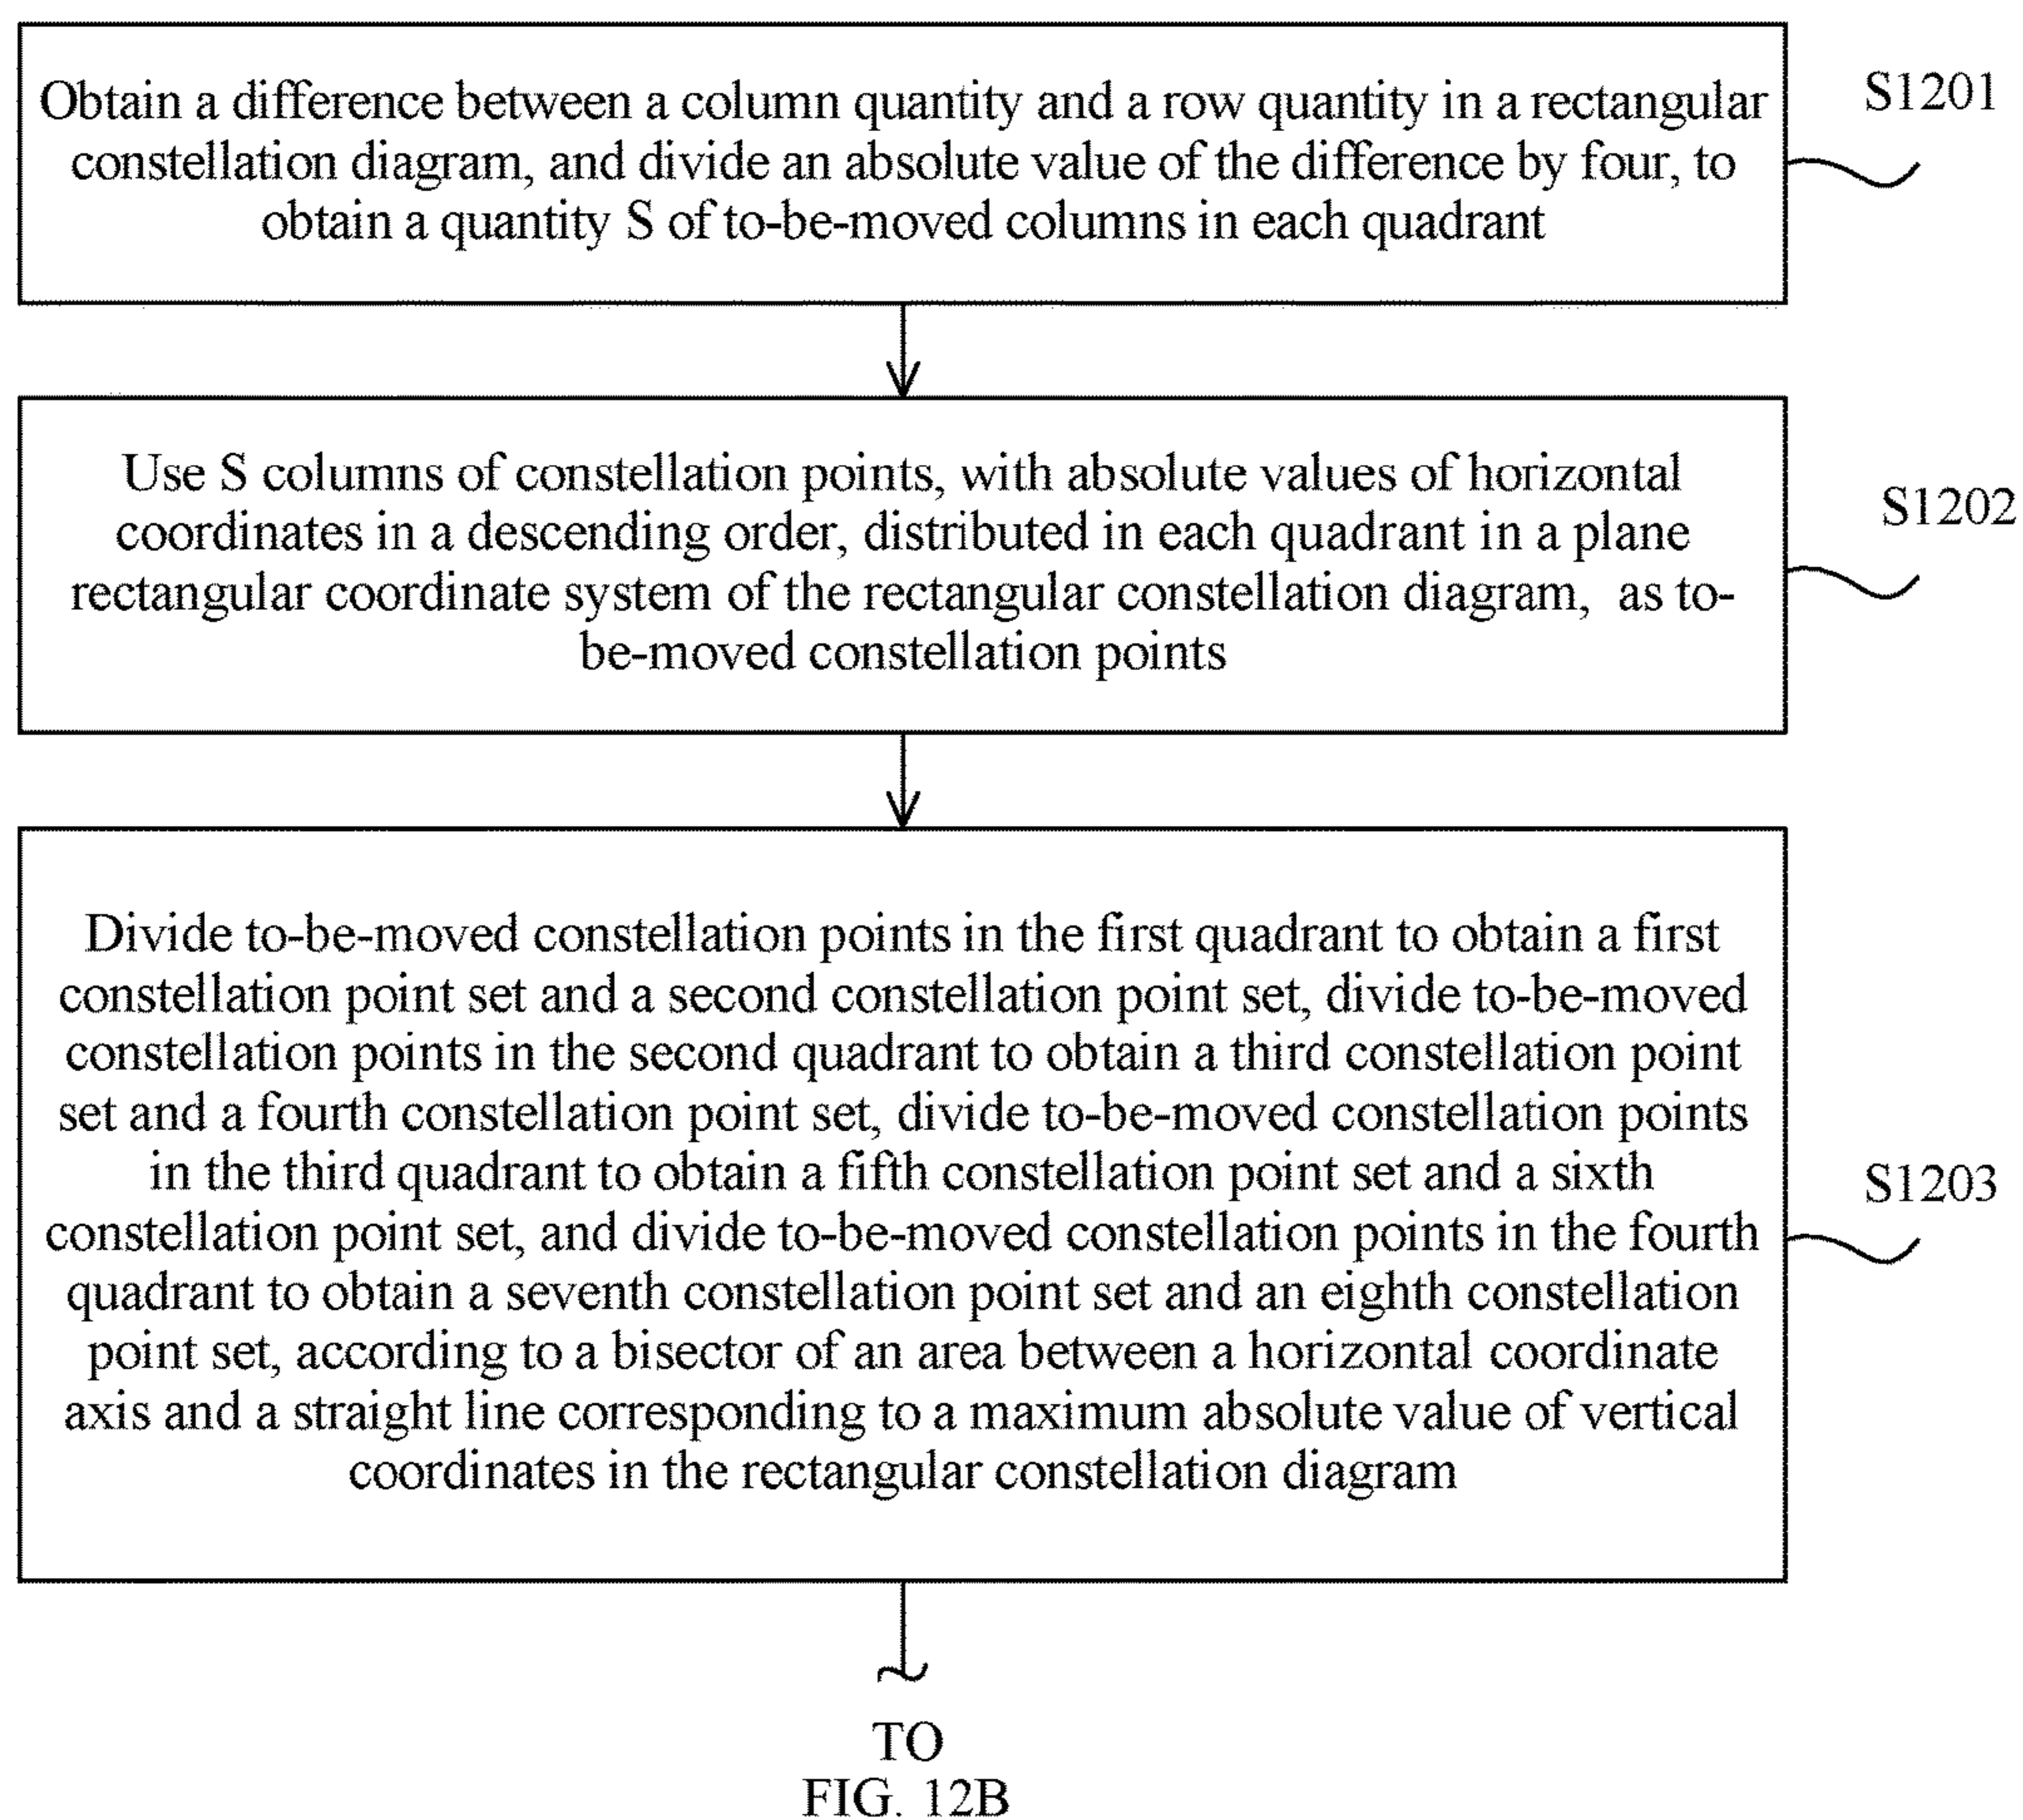 Obtain a difference between a column quantity and a row quantity in a rectangular
constellation diagram, and divide an absolute value of the difference by four, to
obtain a quantity S of to-be-moved columns in each quadrant
S1201
Use S columns of constellation points, with absolute values of horizontal
coordinates in a descending order, distributed in each quadrant in a plane
rectangular coordinate system of the rectangular constellation diagram, as to-
be-moved constellation points
S1202
Divide to-be-moved constellation points in the first quadrant to obtain a first
constellation point set and a second constellation point set, divide to-be-moved
constellation points in the second quadrant to obtain a third constellation point
set and a fourth constellation point set, divide to-be-moved constellation points
in the third quadrant to obtain a fifth constellation point set and a sixth
constellation point set, and divide to-be-moved constellation points in the fourth
quadrant to obtain a seventh constellation point set and an eighth constellation
point set, according to a bisector of an area between a horizontal coordinate
axis and a straight line corresponding to a maximum absolute value of vertical
coordinates in the rectangular constellation diagram
S1203
TO
FIG. 12B